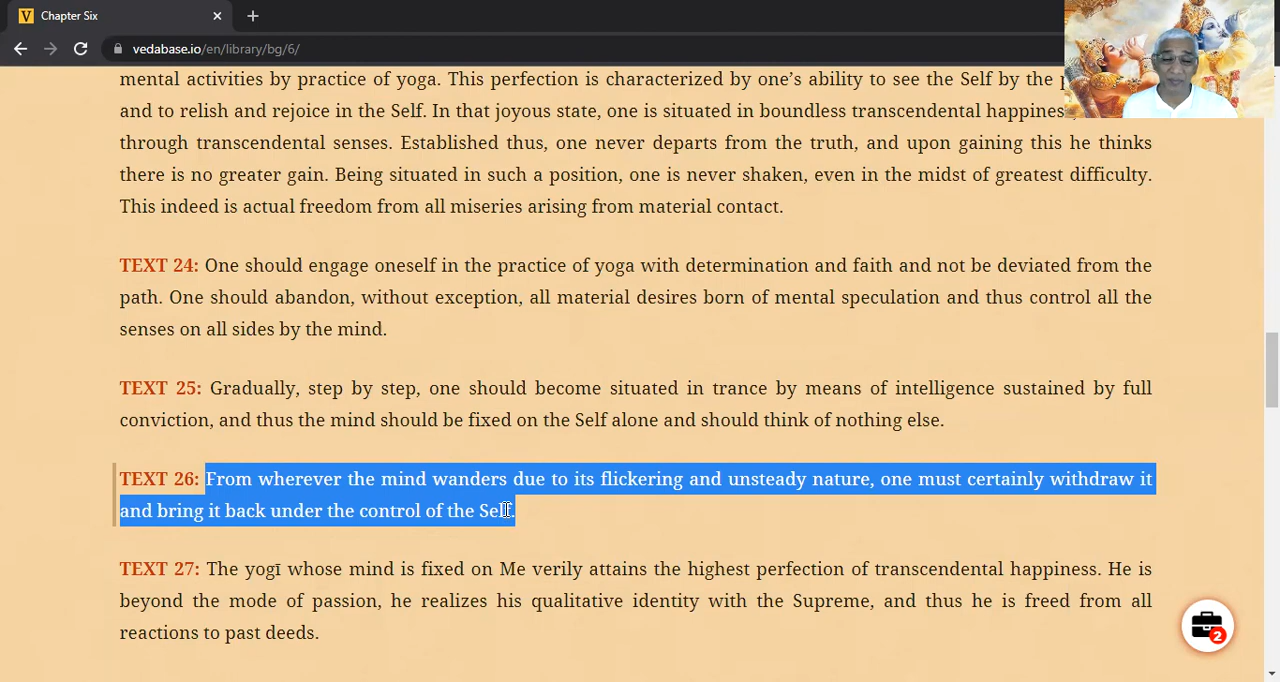 V Chapter Six
vedabase.io/en/library/bg/6/
mental activities by practice of yoga. This perfection is characterized by one’s ability to see the Self by the p
and to relish and rejoice in the Self. In that joyous state, one is situated in boundless transcendental happines
through transcendental senses. Established thus, one never departs from the truth, and upon gaining this he thinks
there is no greater gain. Being situated in such a position, one is never shaken, even in the midst of greatest difficulty.
This indeed is actual freedom from all miseries arising from material contact.
TEXT 24: One should engage oneself in the practice of yoga with determination and faith and not be deviated from the
path. One should abandon, without exception, all material desires born of mental speculation and thus control all the
senses on all sides by the mind.
TEXT 25: Gradually, step by step, one should become situated in trance by means of intelligence sustained by full
conviction, and thus the mind should be fixed on the Self alone and should think of nothing else.
TEXT 26: From wherever the mind wanders due to its flickering and unsteady nature, one must certainly withdraw it
and bring it back under the control of the Self.
TEXT 27: The yogī whose mind is fixed on Me verily attains the highest perfection of transcendental happiness. He is
beyond the mode of passion, he realizes his qualitative identity with the Supreme, and thus he is freed from all
reactions to past deeds.
2